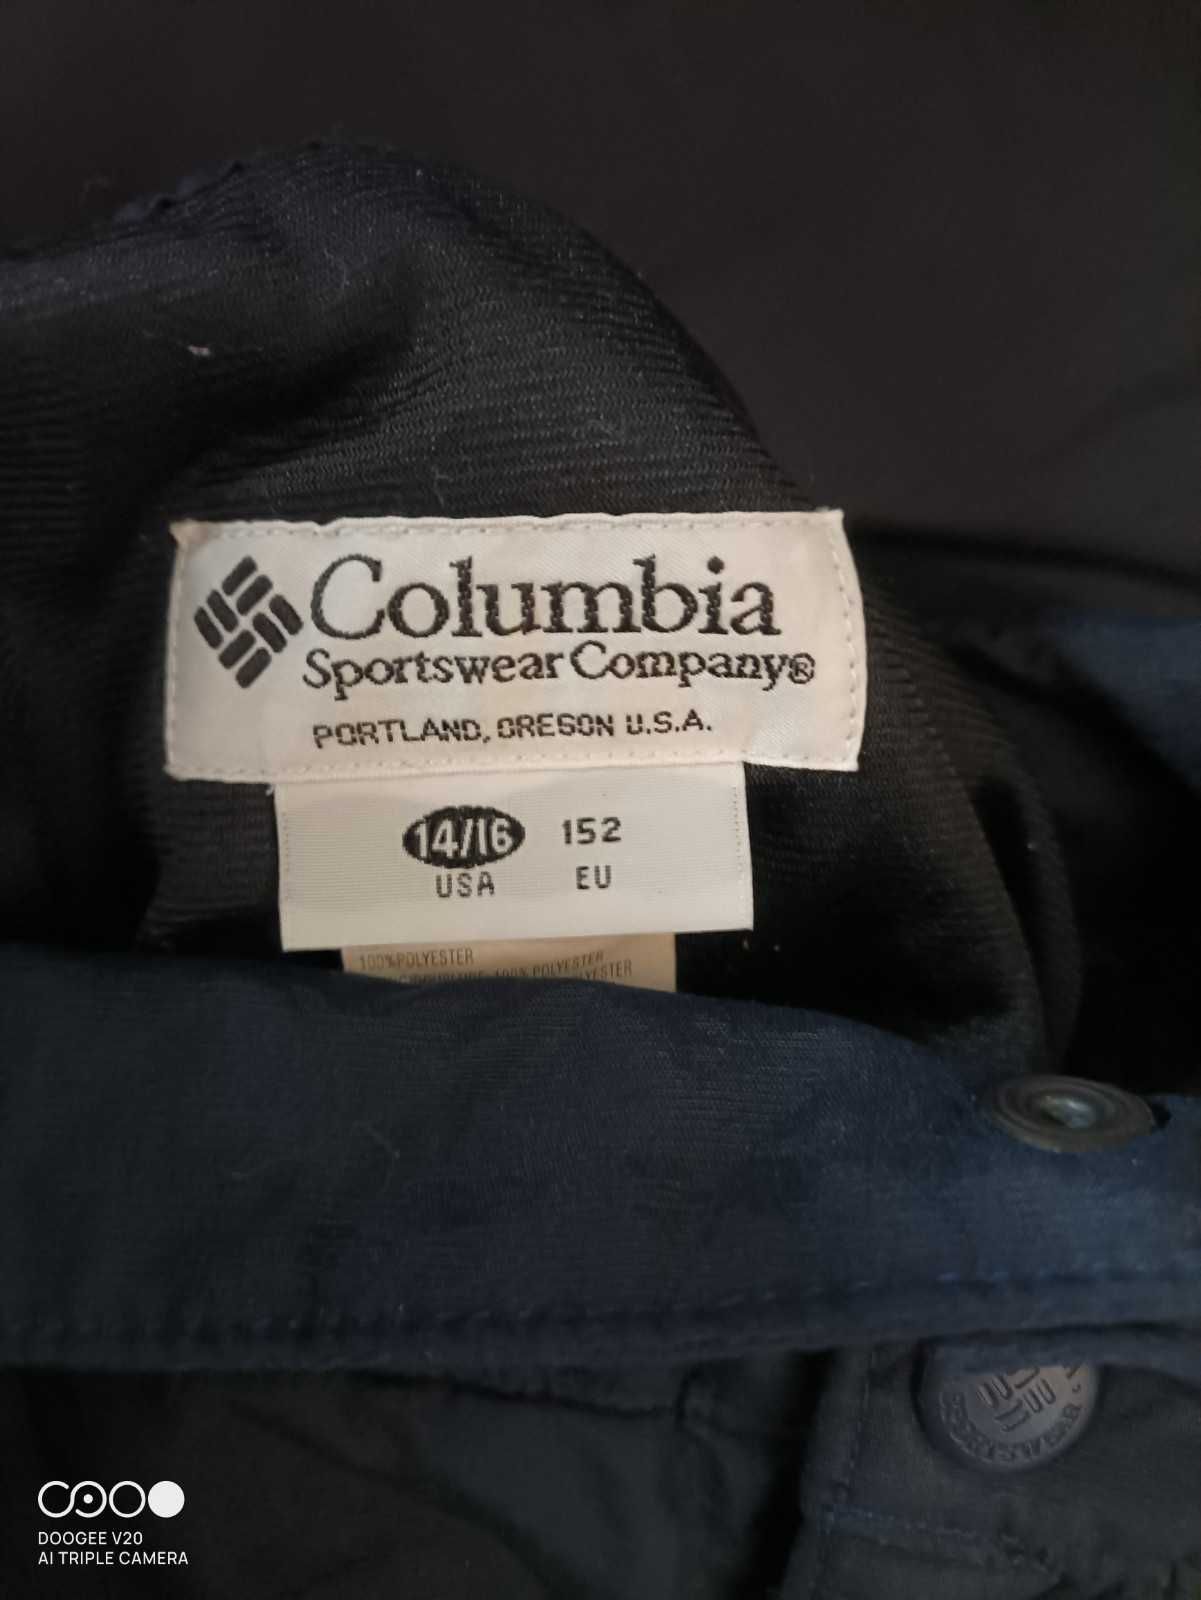 Columbia
Sportswear Company®
PORTLAND, OREGON U.S.A.
14/16 152
USA EU
100%POLYESTER
100% POLYESTER
SPORTSWEAR
DOOGEE V20
AI TRIPLE CAMERA